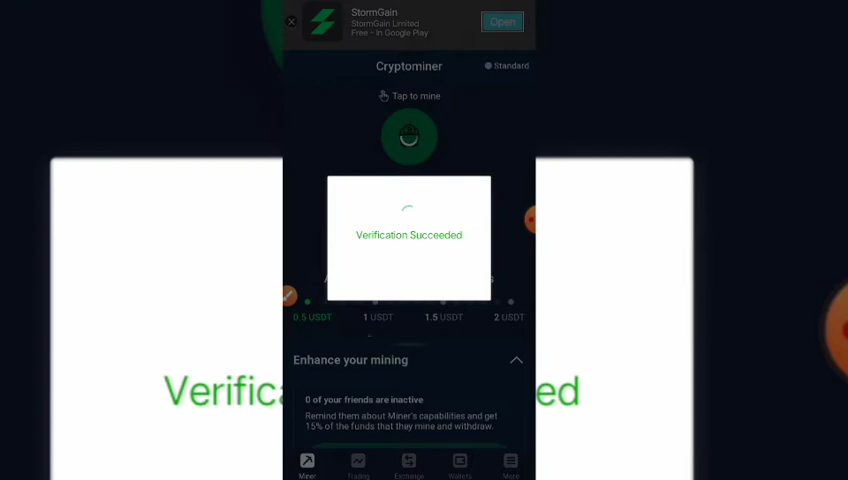 StormGain
StormGain Limited
Free - In Google Play
Open
Cryptominer
Standard
Tap to mine
Verification Succeeded
0.5 USDT
1 USDT
1.5 USDT
2 USDT
Enhance your mining
0 of your friends are inactive
Remind them about Miner's capabilities and get
15% of the funds that they mine and withdraw.
Miner
Trading
Exchange
Wallets
More
Verific
ed